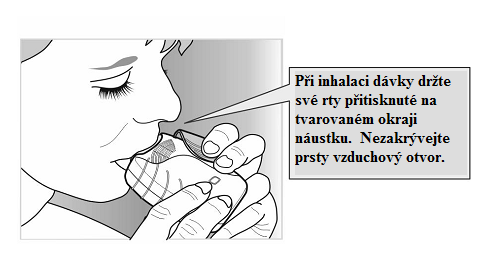 Při inhalaci dávky držte
své rty přitisknuté na
tvarovaném okraji
náustku. Nezakrývejte
prsty vzduchový otvor.